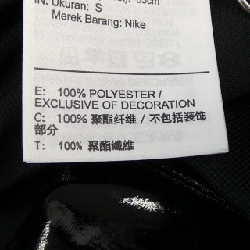 IN: Ukuran: S
Merek Barang: Nike
E: 100% POLYESTER /
EXCLUSIVE OF DECORATION
C: 100% 聚酯纤维 / 不包括装饰
部分
T: 100% 聚酯纖維